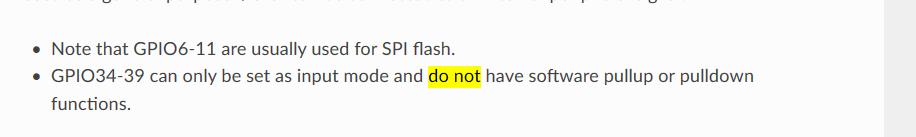 • Note that GPIO6-11 are usually used for SPI flash.
• GPIO34-39 can only be set as input mode and do not have software pullup or pulldown
functions.